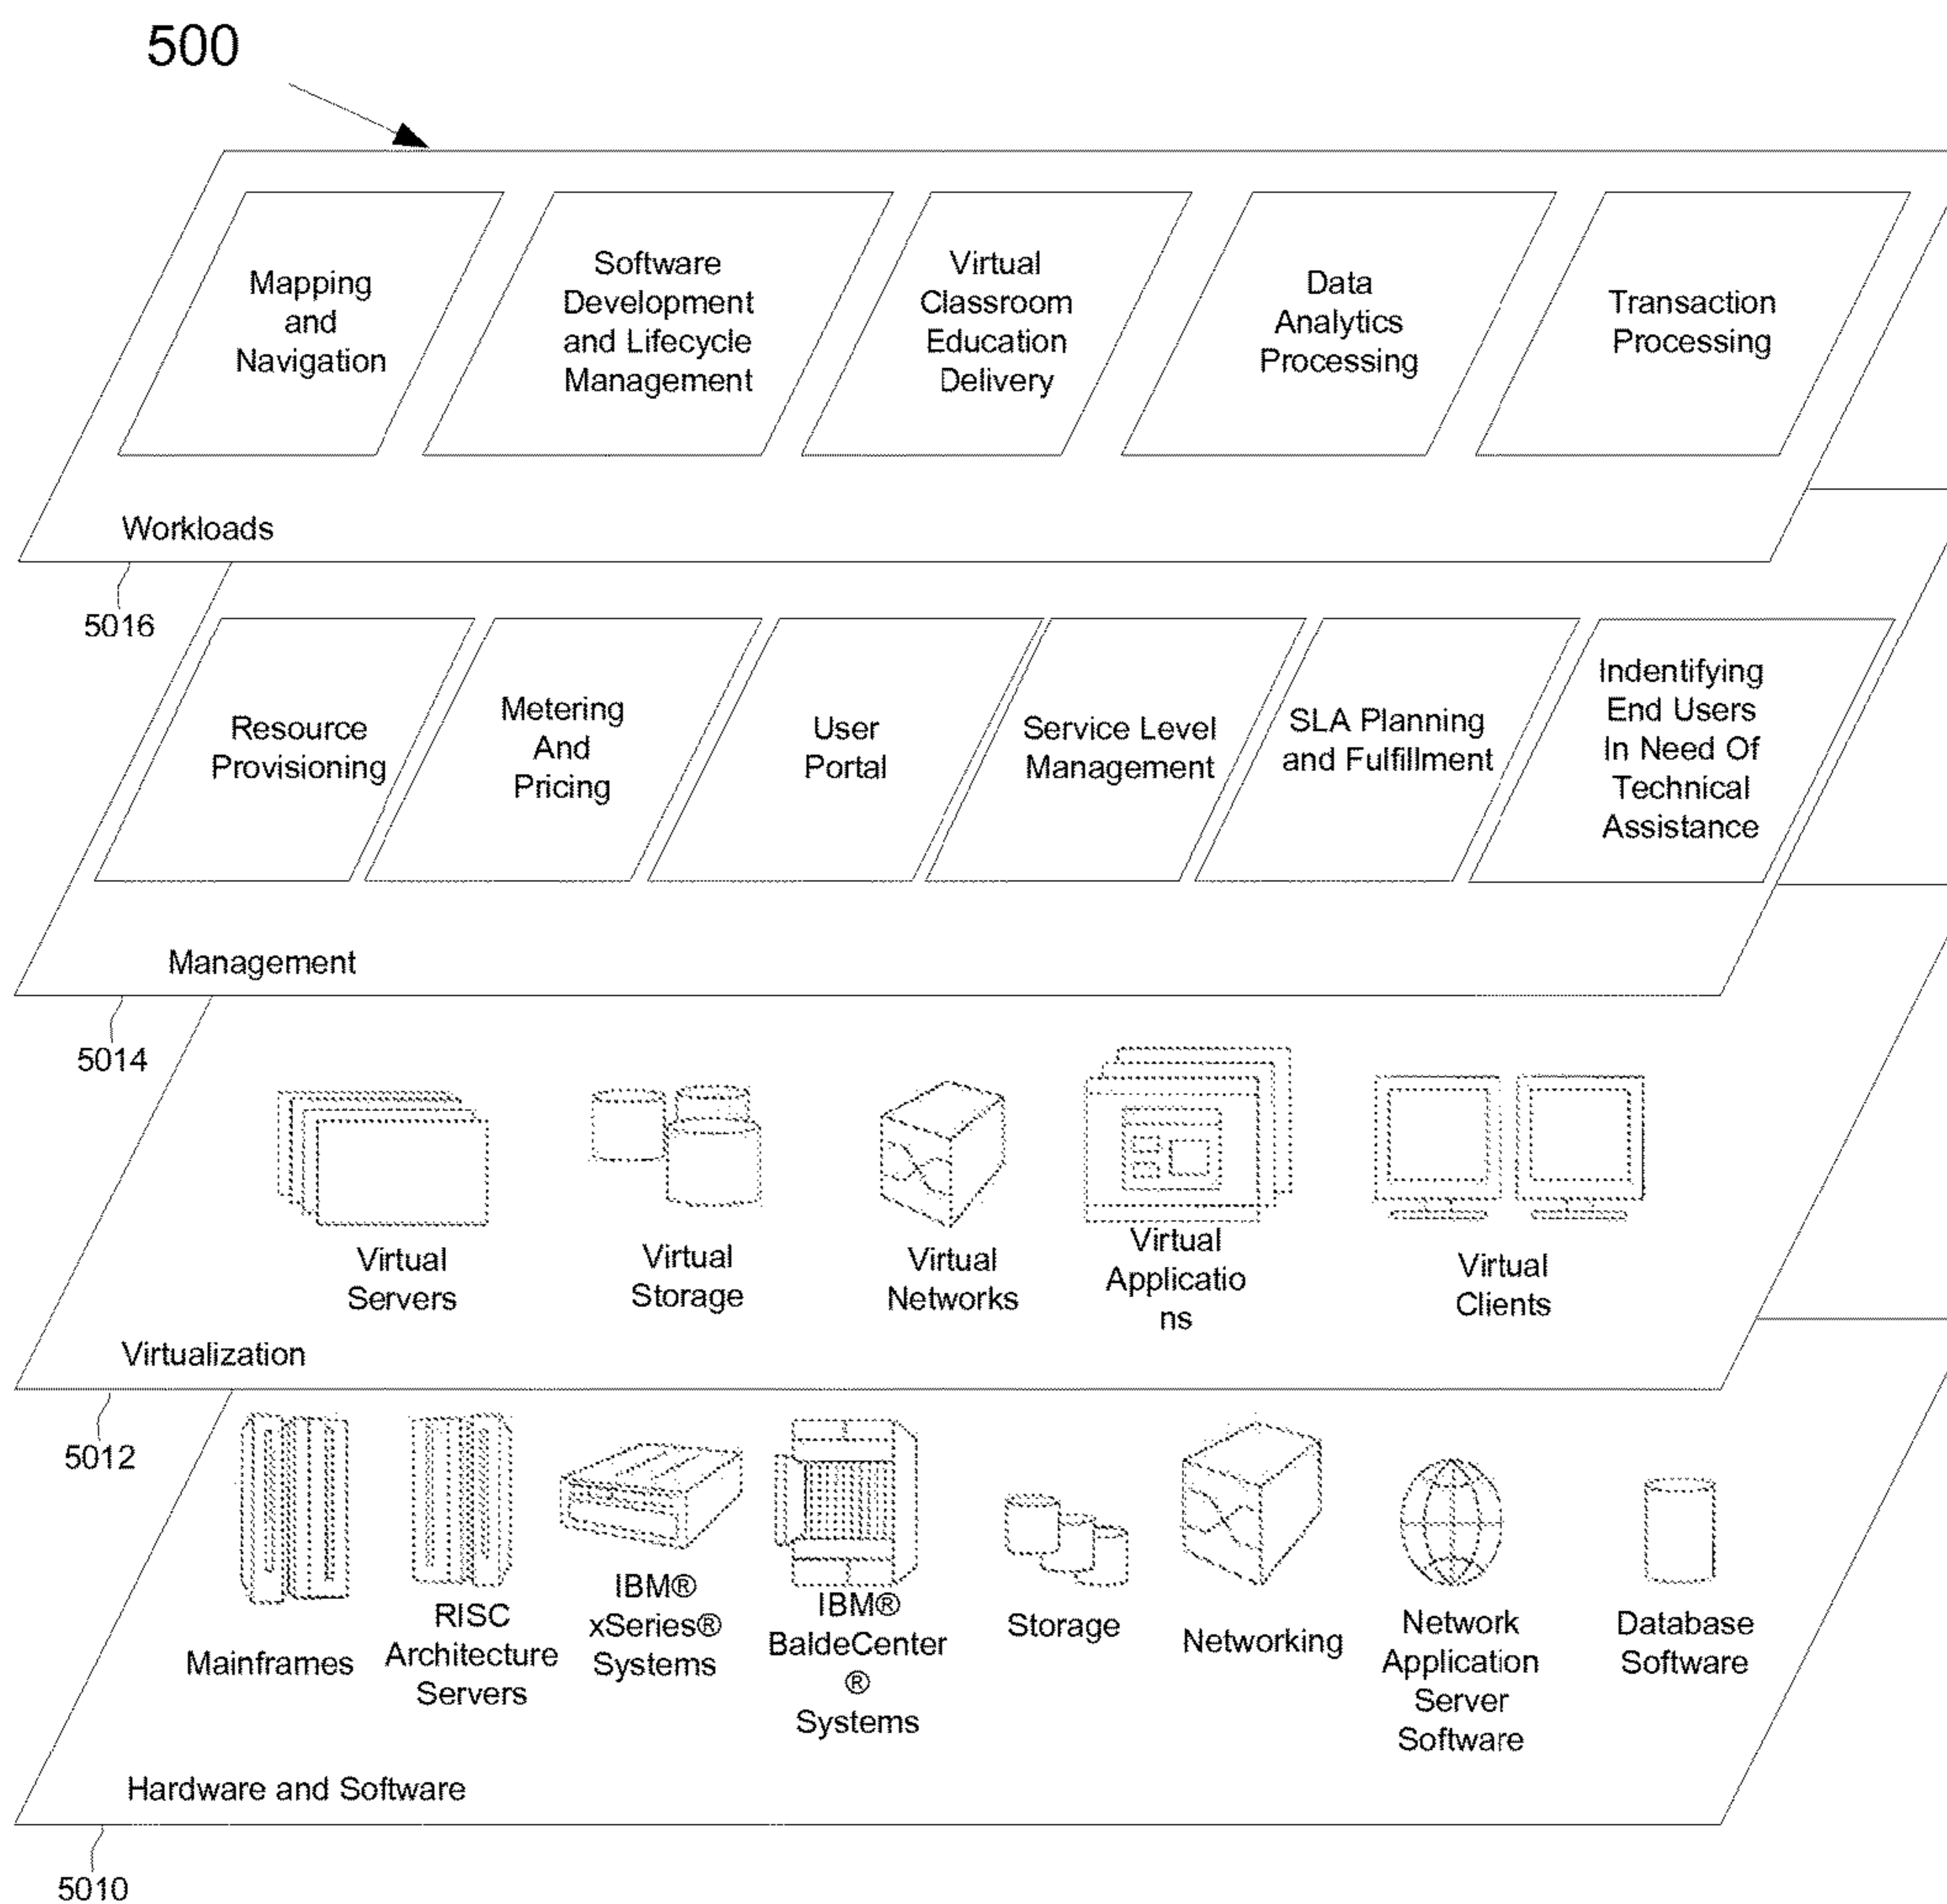 500
Mapping
and
Navigation
Software
Development
and Lifecycle
Management
Virtual
Classroom
Education
Delivery
Data
Analytics
Processing
Transaction
Processing
Workloads
5016
Resource
Provisioning
Metering
And
Pricing
User
Portal
Service Level
Management
SLA Planning
and Fulfillment
Indentifying
End Users
In Need Of
Technical
Assistance
Management
5014
Virtual
Servers
Virtual
Storage
Virtual
Networks
Virtual
Applicatio
ns
Virtual
Clients
Virtualization
5012
Mainframes
RISC
Architecture
Servers
IBM®
xSeries®
Systems
IBM®
BaldeCenter
®
Systems
Storage
Networking
Network
Application
Server
Software
Database
Software
Hardware and Software
5010